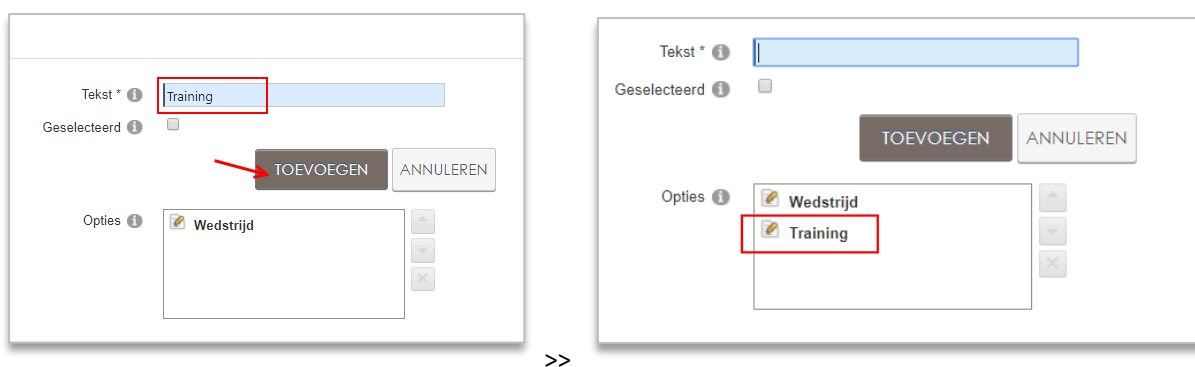 Tekst * Training
Geselecteerd
TOEVOEGEN ANNULEREN
Opties Wedstrijd
>>
Tekst *
Geselecteerd
TOEVOEGEN ANNULEREN
Opties Wedstrijd
Training